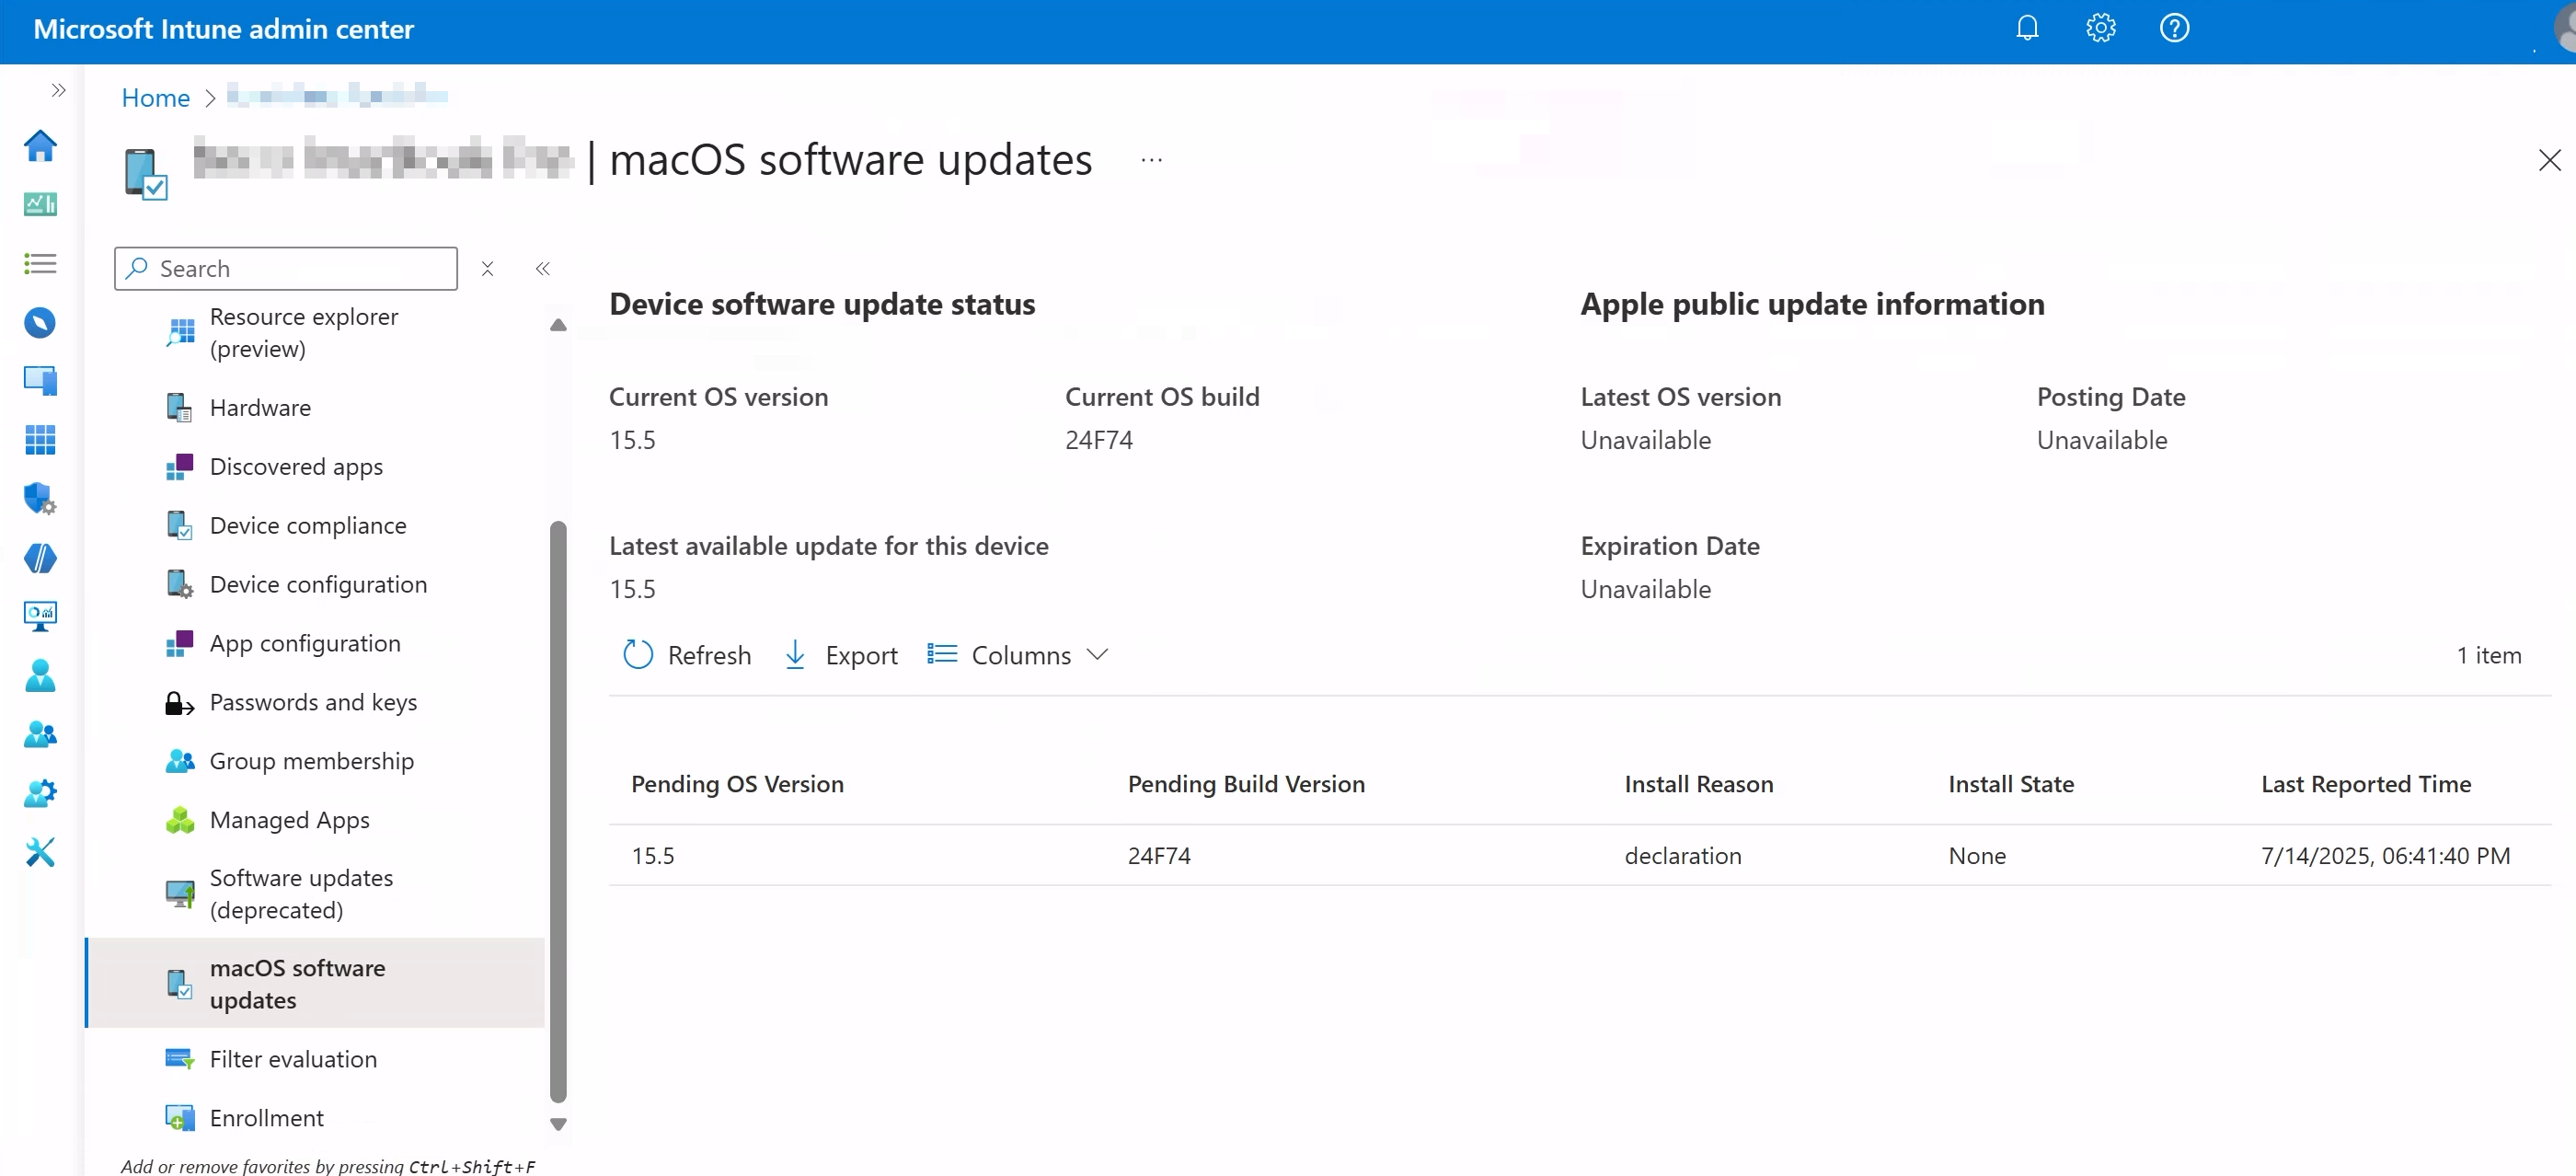 Microsoft Intune admin center
Home >
| macOS software updates ...
Search
Resource explorer
(preview)
Hardware
Discovered apps
Device compliance
Device configuration
App configuration
Passwords and keys
Group membership
Managed Apps
Software updates
(deprecated)
macOS software
updates
Filter evaluation
Enrollment
Add or remove favorites by pressing Ctrl+Shift+F
Device software update status
Current OS version
15.5
Current OS build
24F74
Latest available update for this device
15.5
Apple public update information
Latest OS version
Unavailable
Posting Date
Unavailable
Expiration Date
Unavailable
Refresh Export Columns 1 item
Pending OS Version Pending Build Version Install Reason Install State Last Reported Time
15.5 24F74 declaration None 7/14/2025, 06:41:40 PM